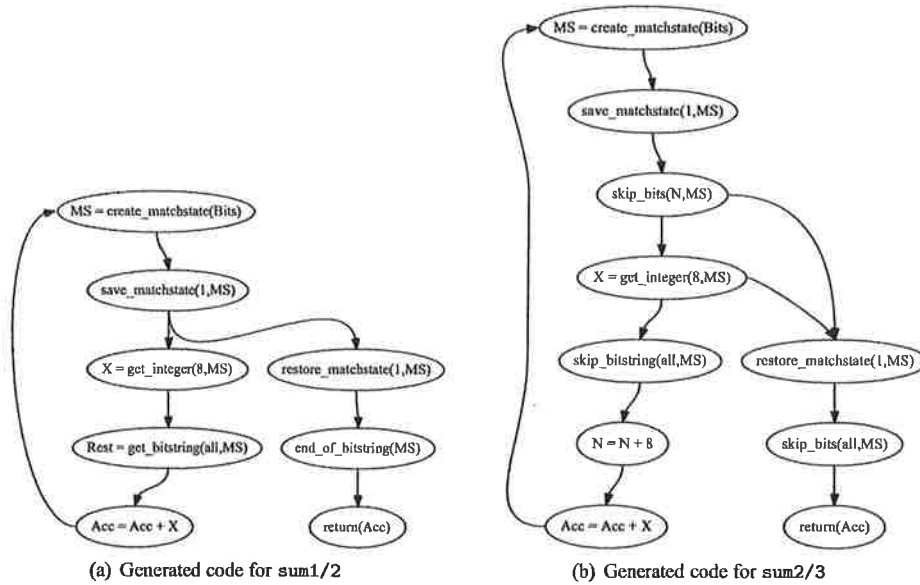 MS = create_matchstate(Bits)
save_matchstate(1,MS)
X = get_integer(8,MS)
restore_matchstate(1,MS)
Rest = get_bitstring(all,MS)
end_of_bitstring(MS)
Acc = Acc + X
return(Acc)
(a) Generated code for sum1/2
MS = create_matchstate(Bits)
save_matchstate(1,MS)
skip_bits(N,MS)
X = get_integer(8,MS)
skip_bitstring(all,MS)
restore_matchstate(1,MS)
N = N + 8
skip_bits(all,MS)
Acc = Acc + X
return(Acc)
(b) Generated code for sum2/3